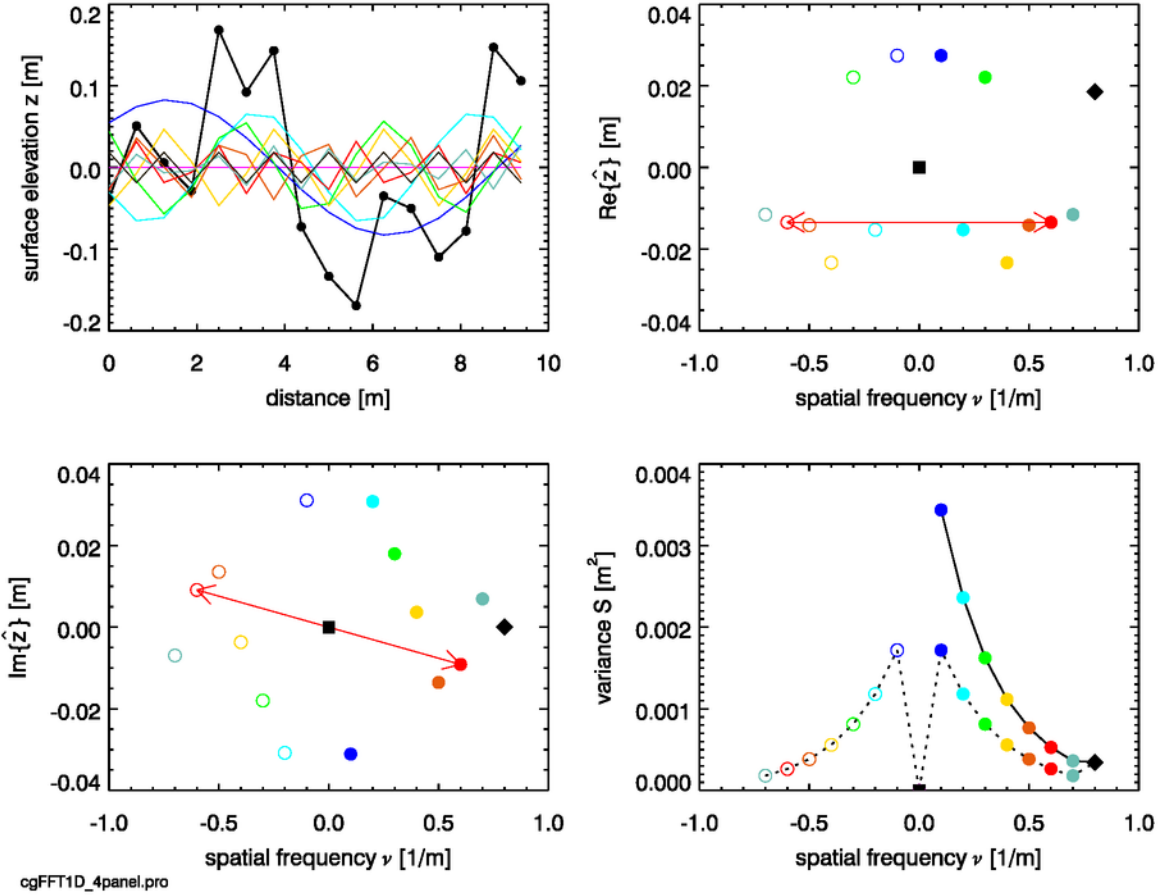 0.2
0.1
0.0
-0.1
-0.2
surface elevation z [m]
0 2 4 6 8 10
distance [m]
0.04
0.02
0.00
-0.02
-0.04
Re{ẑ} [m]
-1.0 -0.5 0.0 0.5 1.0
spatial frequency ν [1/m]
0.04
0.02
0.00
-0.02
-0.04
Im{ẑ} [m]
-1.0 -0.5 0.0 0.5 1.0
spatial frequency ν [1/m]
0.004
0.003
0.002
0.001
0.000
variance S [m²]
-1.0 -0.5 0.0 0.5 1.0
spatial frequency ν [1/m]
cgFFT1D_4panel.pro